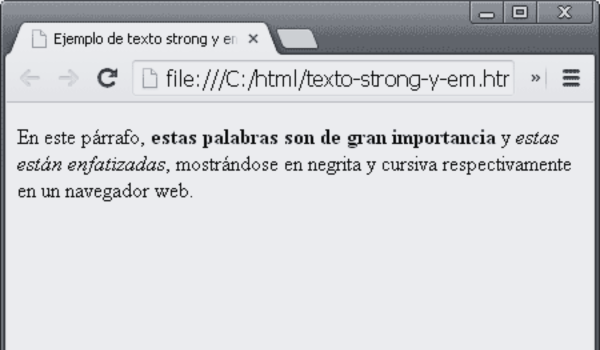 Ejemplo de texto strong y en
file:///C:/html/texto-strong-y-em.htr
»
En este párrafo, estas palabras son de gran importancia y estas
están enfatizadas, mostrándose en negrita y cursiva respectivamente
en un navegador web.